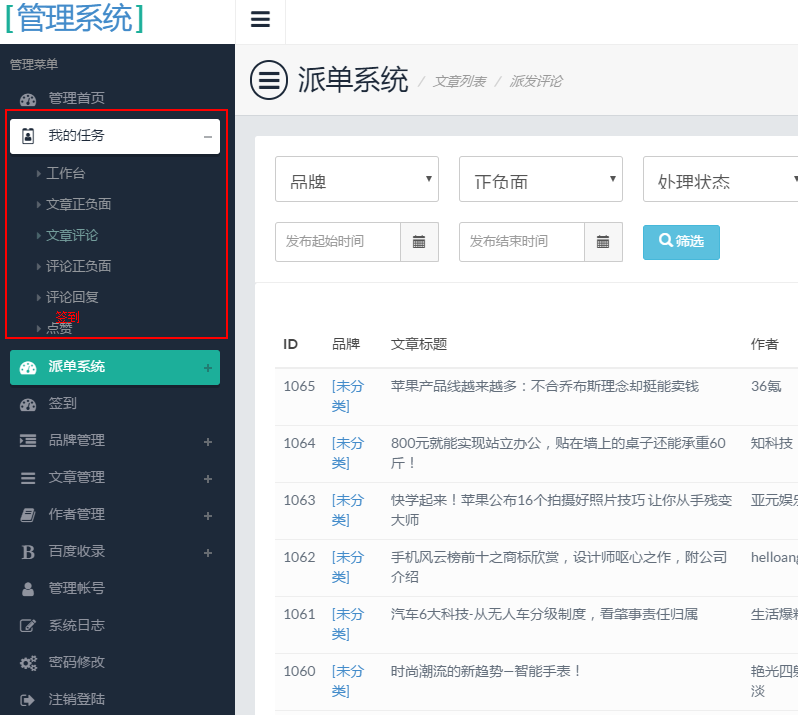 [管理系统]
管理菜单
管理首页
我的任务
工作台
文章正负面
文章评论
评论正负面
评论回复
签到
点赞
派单系统
签到
品牌管理
文章管理
作者管理
百度收录
管理帐号
系统日志
密码修改
注销登陆
派单系统 / 文章列表 / 派发评论
品牌 正负面 处理状态
发布起始时间 发布结束时间 筛选
ID 品牌 文章标题 作者
1065 [未分类] 苹果产品线越来越多：不合乔布斯理念却挺能卖钱 36氪
1064 [未分类] 800元就能实现站立办公，贴在墙上的桌子还能承重60斤！ 知科技
1063 [未分类] 快学起来！苹果公布16个拍摄好照片技巧 让你从手残变大师 亚元娱乐
1062 [未分类] 手机风云榜前十之商标欣赏，设计师呕心之作，附公司介绍 helloang
1061 [未分类] 汽车6大科技-从无人车分级制度，看肇事责任归属 生活爆料
1060 [未分类] 时尚潮流的新趋势—智能手表！ 艳光四射淡